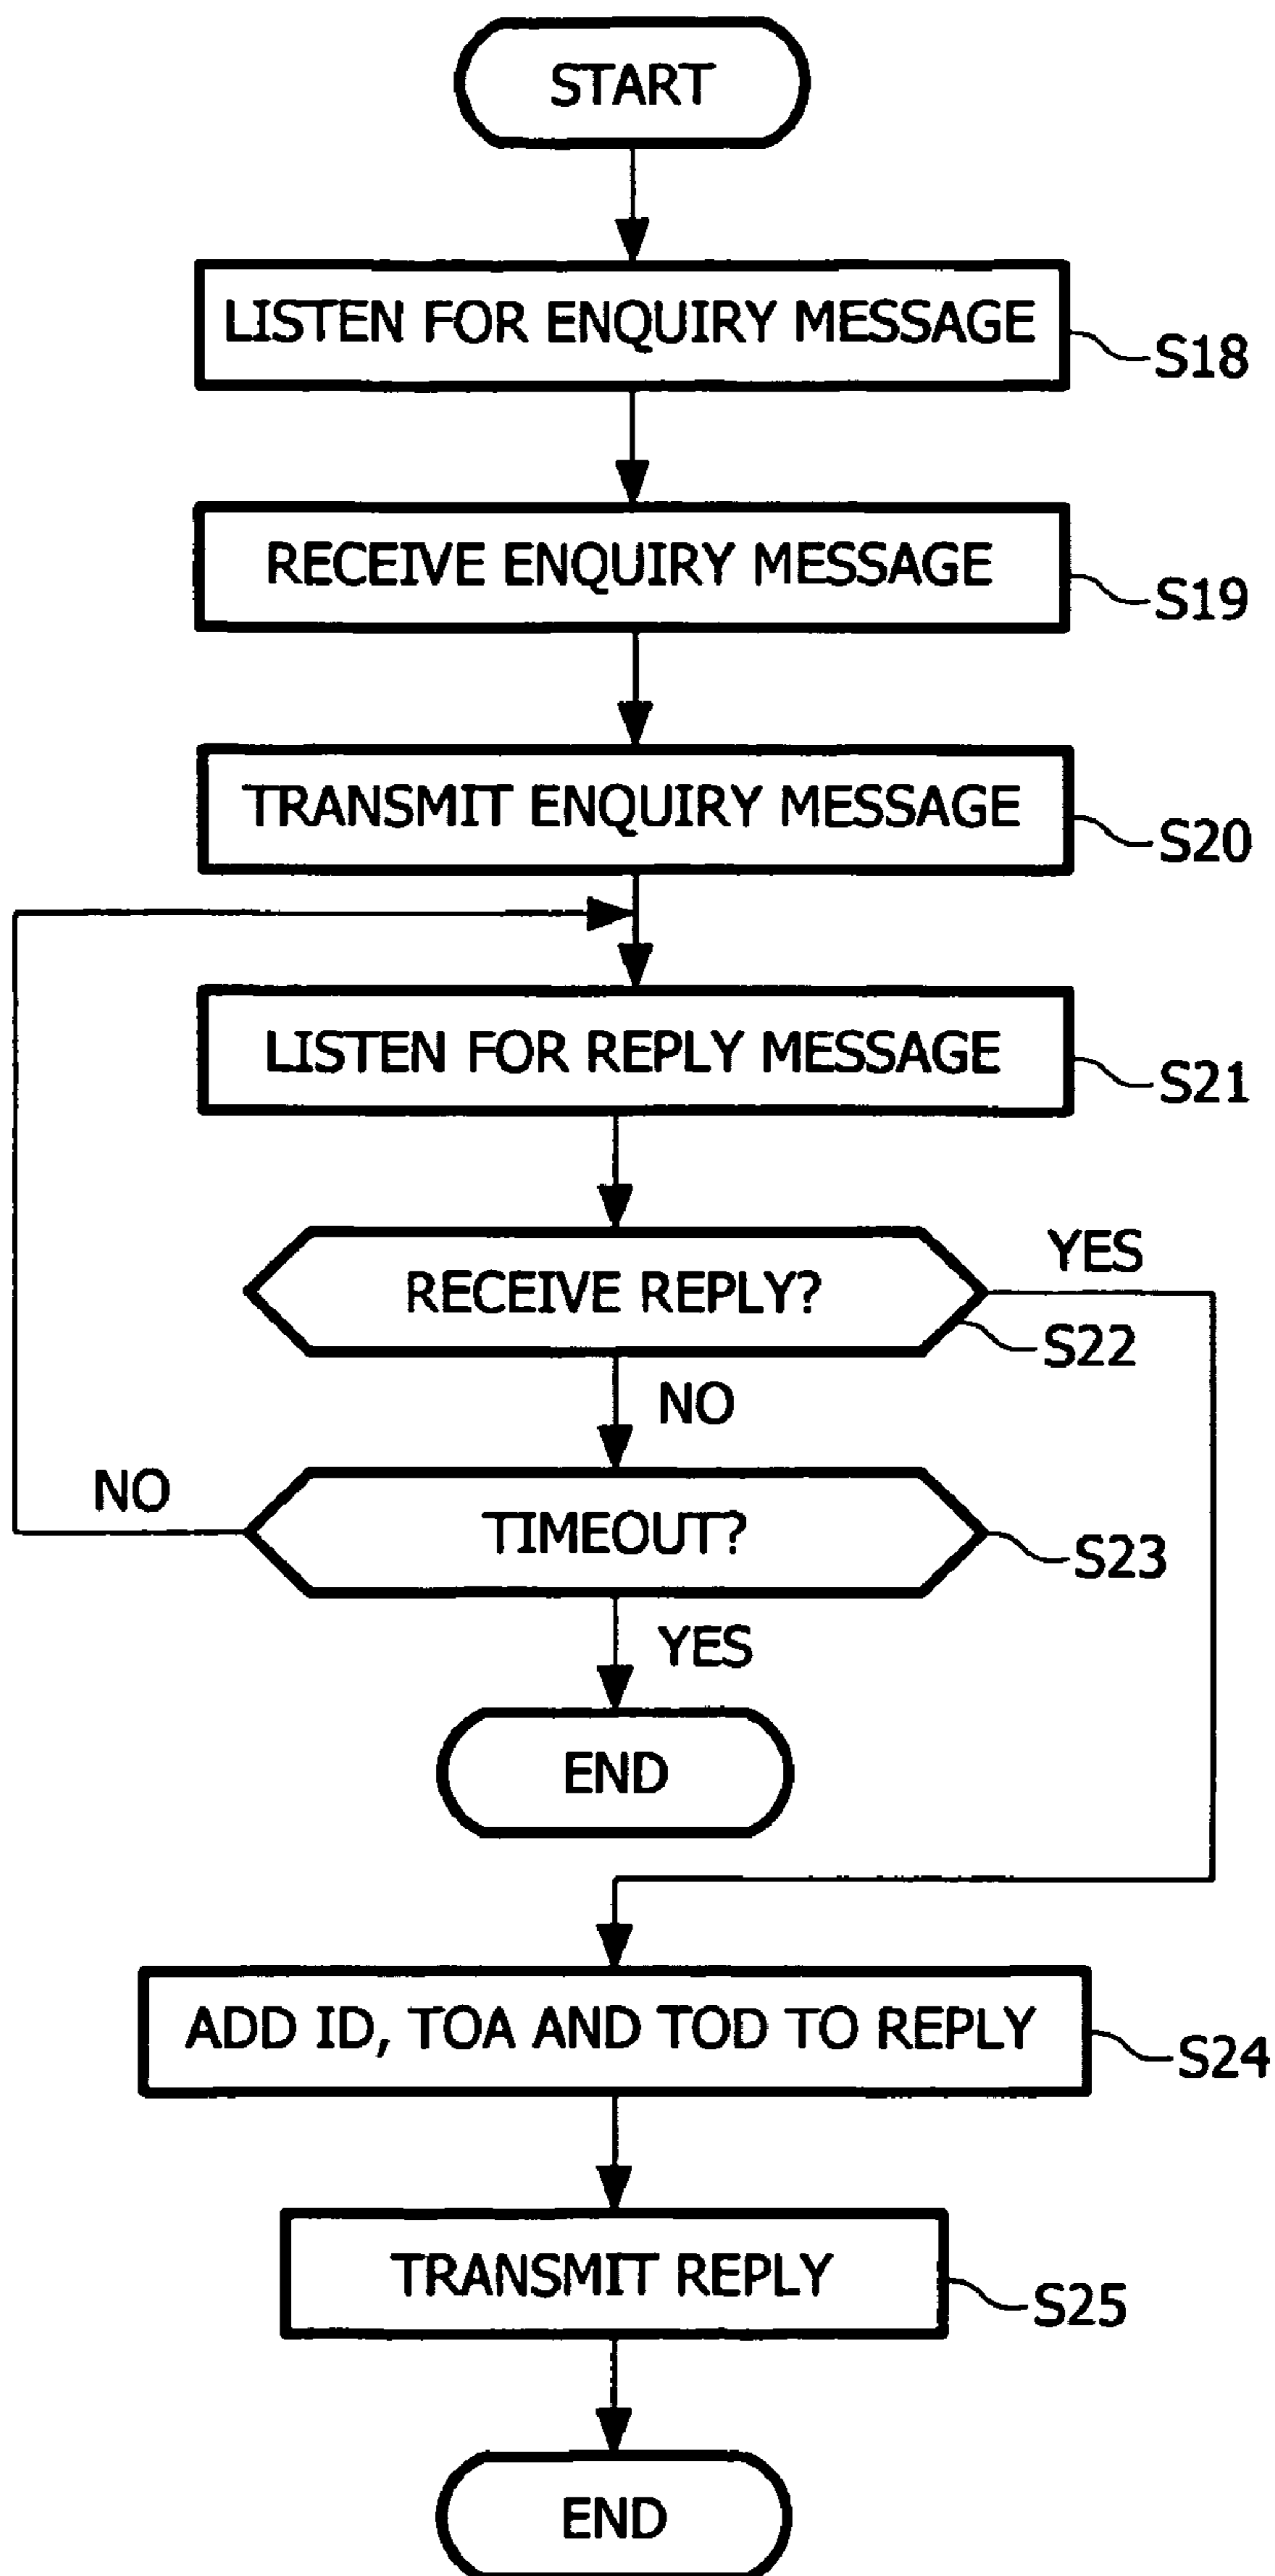 START
LISTEN FOR ENQUIRY MESSAGE
S18
RECEIVE ENQUIRY MESSAGE
S19
TRANSMIT ENQUIRY MESSAGE
S20
LISTEN FOR REPLY MESSAGE
S21
RECEIVE REPLY?
YES
S22
NO
TIMEOUT?
NO
S23
YES
END
ADD ID, TOA AND TOD TO REPLY
S24
TRANSMIT REPLY
S25
END